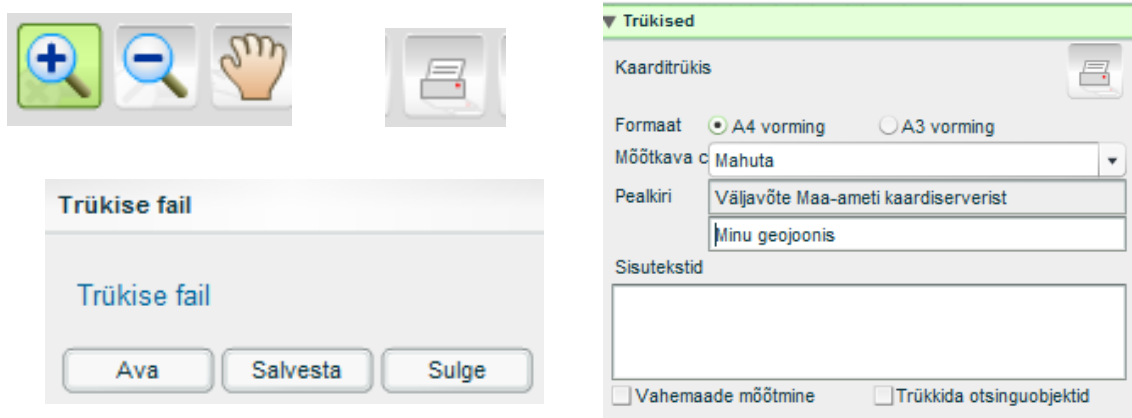 Trükise fail
Trükise fail
Ava Salvesta Sulge
Trükised
Kaarditrükis
Formaat A4 vorming A3 vorming
Mõõtkava c Mahuta
Pealkiri Väljavõte Maa-ameti kaardiserverist
Minu geojoonis
Sisutekstid
Vahemaade mõõtmine Trükkida otsinguobjektid